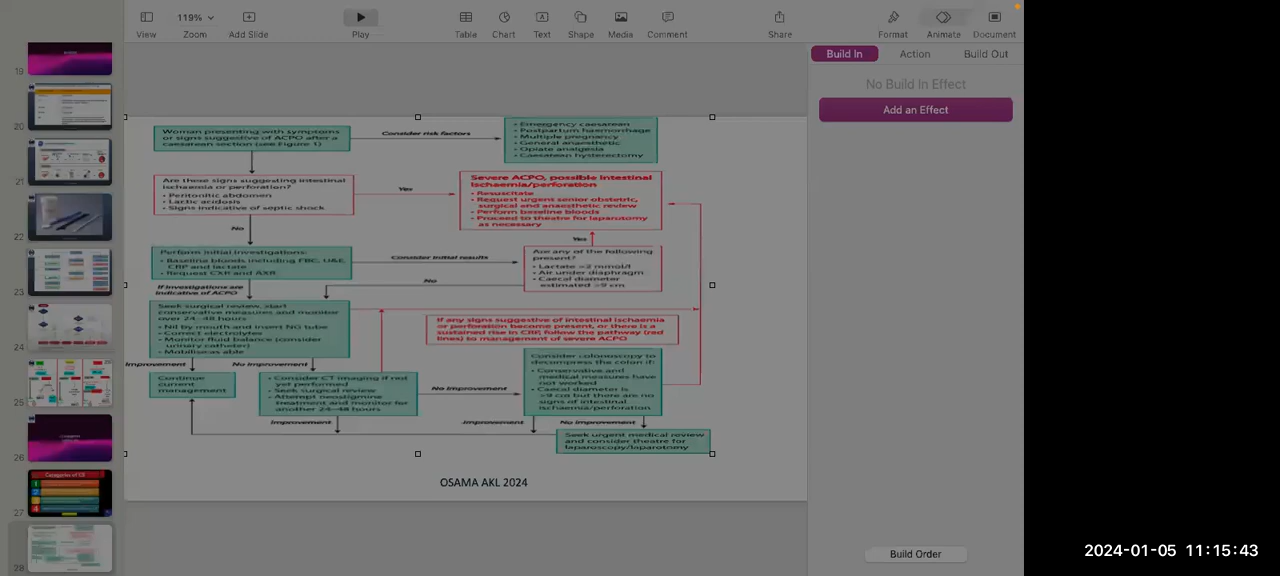 119%
View
Zoom
Add Slide
Play
Table
Chart
Text
Shape
Media
Comment
Share
Format
Animate
Document
Build In
Action
Build Out
No Build In Effect
Add an Effect
19
20
21
22
23
24
25
26
27
28
Categories of CS
1
2
3
4
Woman presenting with symptoms
or signs suggestive of ACPO after a
caesarean section (see Figure 1)
Consider risk factors
• Emergency caesarean
• Postpartum haemorrhage
• Multiple pregnancy
• General anaesthetic
• Opiate analgesia
• Caesarean hysterectomy
Are there signs suggesting intestinal
ischaemia or perforation?
• Peritonitic abdomen
• Lactic acidosis
• Signs indicative of septic shock
Yes
Severe ACPO, possible intestinal
ischaemia/perforation
• Resuscitate
• Request urgent senior obstetric,
surgical and anaesthetic review
• Perform baseline bloods
• Proceed to theatre for laparotomy
as necessary
No
Yes
Perform initial investigations:
• Baseline bloods including FBC, U&E,
CRP and lactate
• Request CXR and AXR
Consider initial results
Are any of the following
present?
• Lactate >2 mmol/l
• Air under diaphragm
• Caecal diameter
estimated >9 cm
No
If investigations are
indicative of ACPO
Seek surgical review, start
conservative measures and monitor
over 24–48 hours
• Nil by mouth and insert NG tube
• Correct electrolytes
• Monitor fluid balance (consider
urinary catheter)
• Mobilise as able
If any signs suggestive of intestinal ischaemia
or perforation become present, or there is a
sustained rise in CRP, follow the pathway (red
lines) to management of severe ACPO
Improvement
No improvement
Continue
current
management
• Consider CT imaging if not
yet performed
• Seek surgical review
• Attempt neostigmine
treatment and monitor for
another 24–48 hours
No improvement
Consider colonoscopy to
decompress the colon if:
• Conservative and
medical measures have
not worked
• Caecal diameter is
>9 cm but there are no
signs of intestinal
ischaemia/perforation
Improvement
Improvement
No improvement
Seek urgent medical review
and consider theatre for
laparoscopy/laparotomy
OSAMA AKL 2024
Build Order
2024-01-05 11:15:43